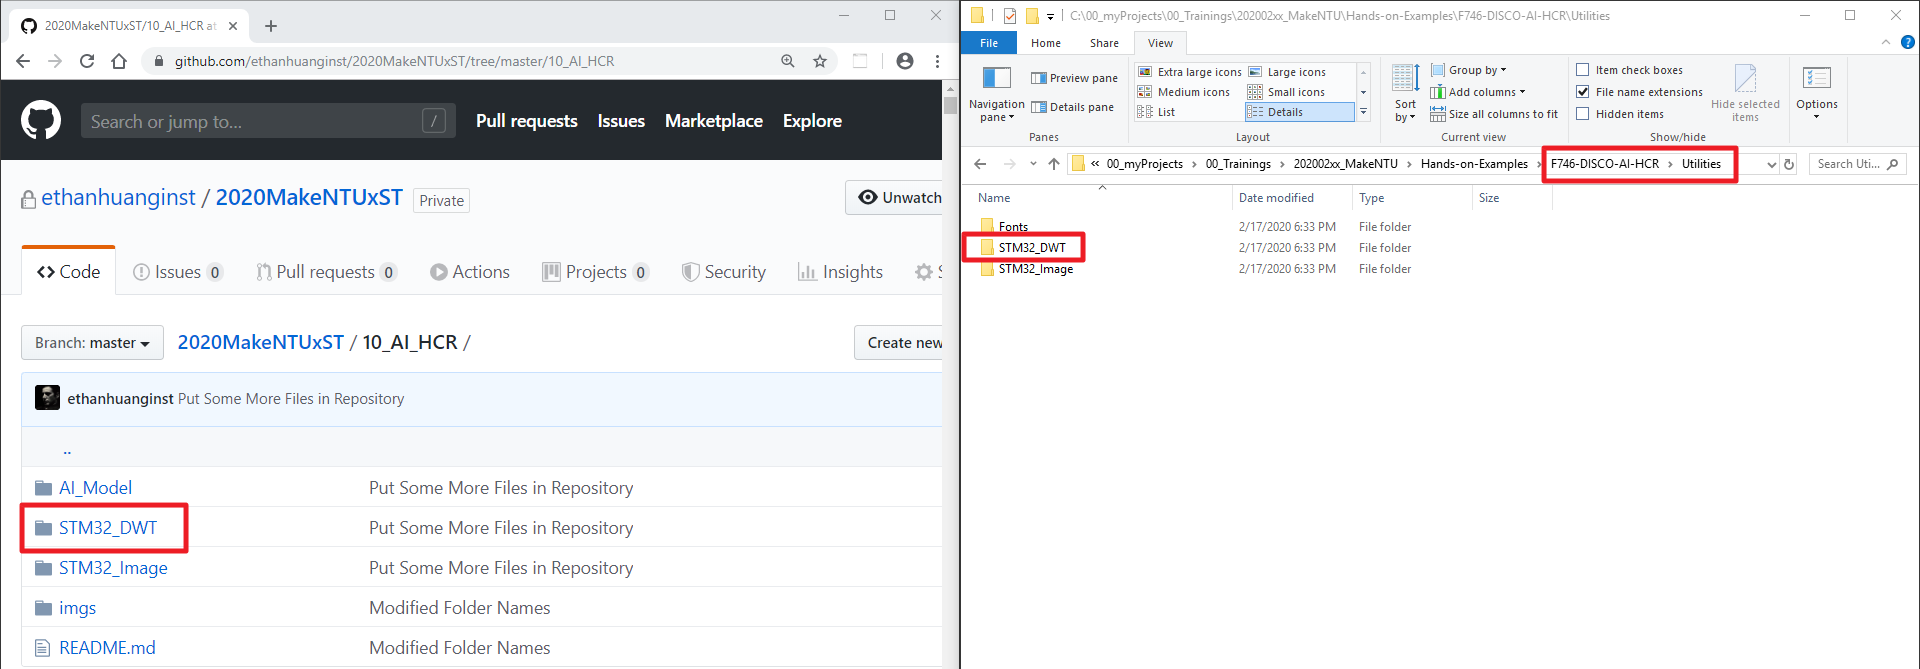 2020MakeNTUxST/10_AI_HCR at
github.com/ethanhuanginst/2020MakeNTUxST/tree/master/10_AI_HCR
Search or jump to...
/
Pull requests
Issues
Marketplace
Explore
ethanhuanginst / 2020MakeNTUxST
Private
Unwatch
Code
Issues 0
Pull requests 0
Actions
Projects 0
Security
Insights
S
Branch: master
2020MakeNTUxST / 10_AI_HCR /
Create new
ethanhuanginst Put Some More Files in Repository
..
AI_Model Put Some More Files in Repository
STM32_DWT Put Some More Files in Repository
STM32_Image Put Some More Files in Repository
imgs Modified Folder Names
README.md Modified Folder Names
C:\00_myProjects\00_Trainings\202002xx_MakeNTU\Hands-on-Examples\F746-DISCO-AI-HCR\Utilities
File
Home
Share
View
?
Navigation
pane
Preview pane
Details pane
Panes
Extra large icons
Large icons
Medium icons
Small icons
List
Details
Layout
Sort
by
Group by
Add columns
Size all columns to fit
Current view
Item check boxes
File name extensions
Hidden items
Hide selected
items
Show/hide
Options
« 00_myProjects > 00_Trainings > 202002xx_MakeNTU > Hands-on-Examples > F746-DISCO-AI-HCR > Utilities
Search Uti...
Name Date modified Type Size
Fonts 2/17/2020 6:33 PM File folder
STM32_DWT 2/17/2020 6:33 PM File folder
STM32_Image 2/17/2020 6:33 PM File folder